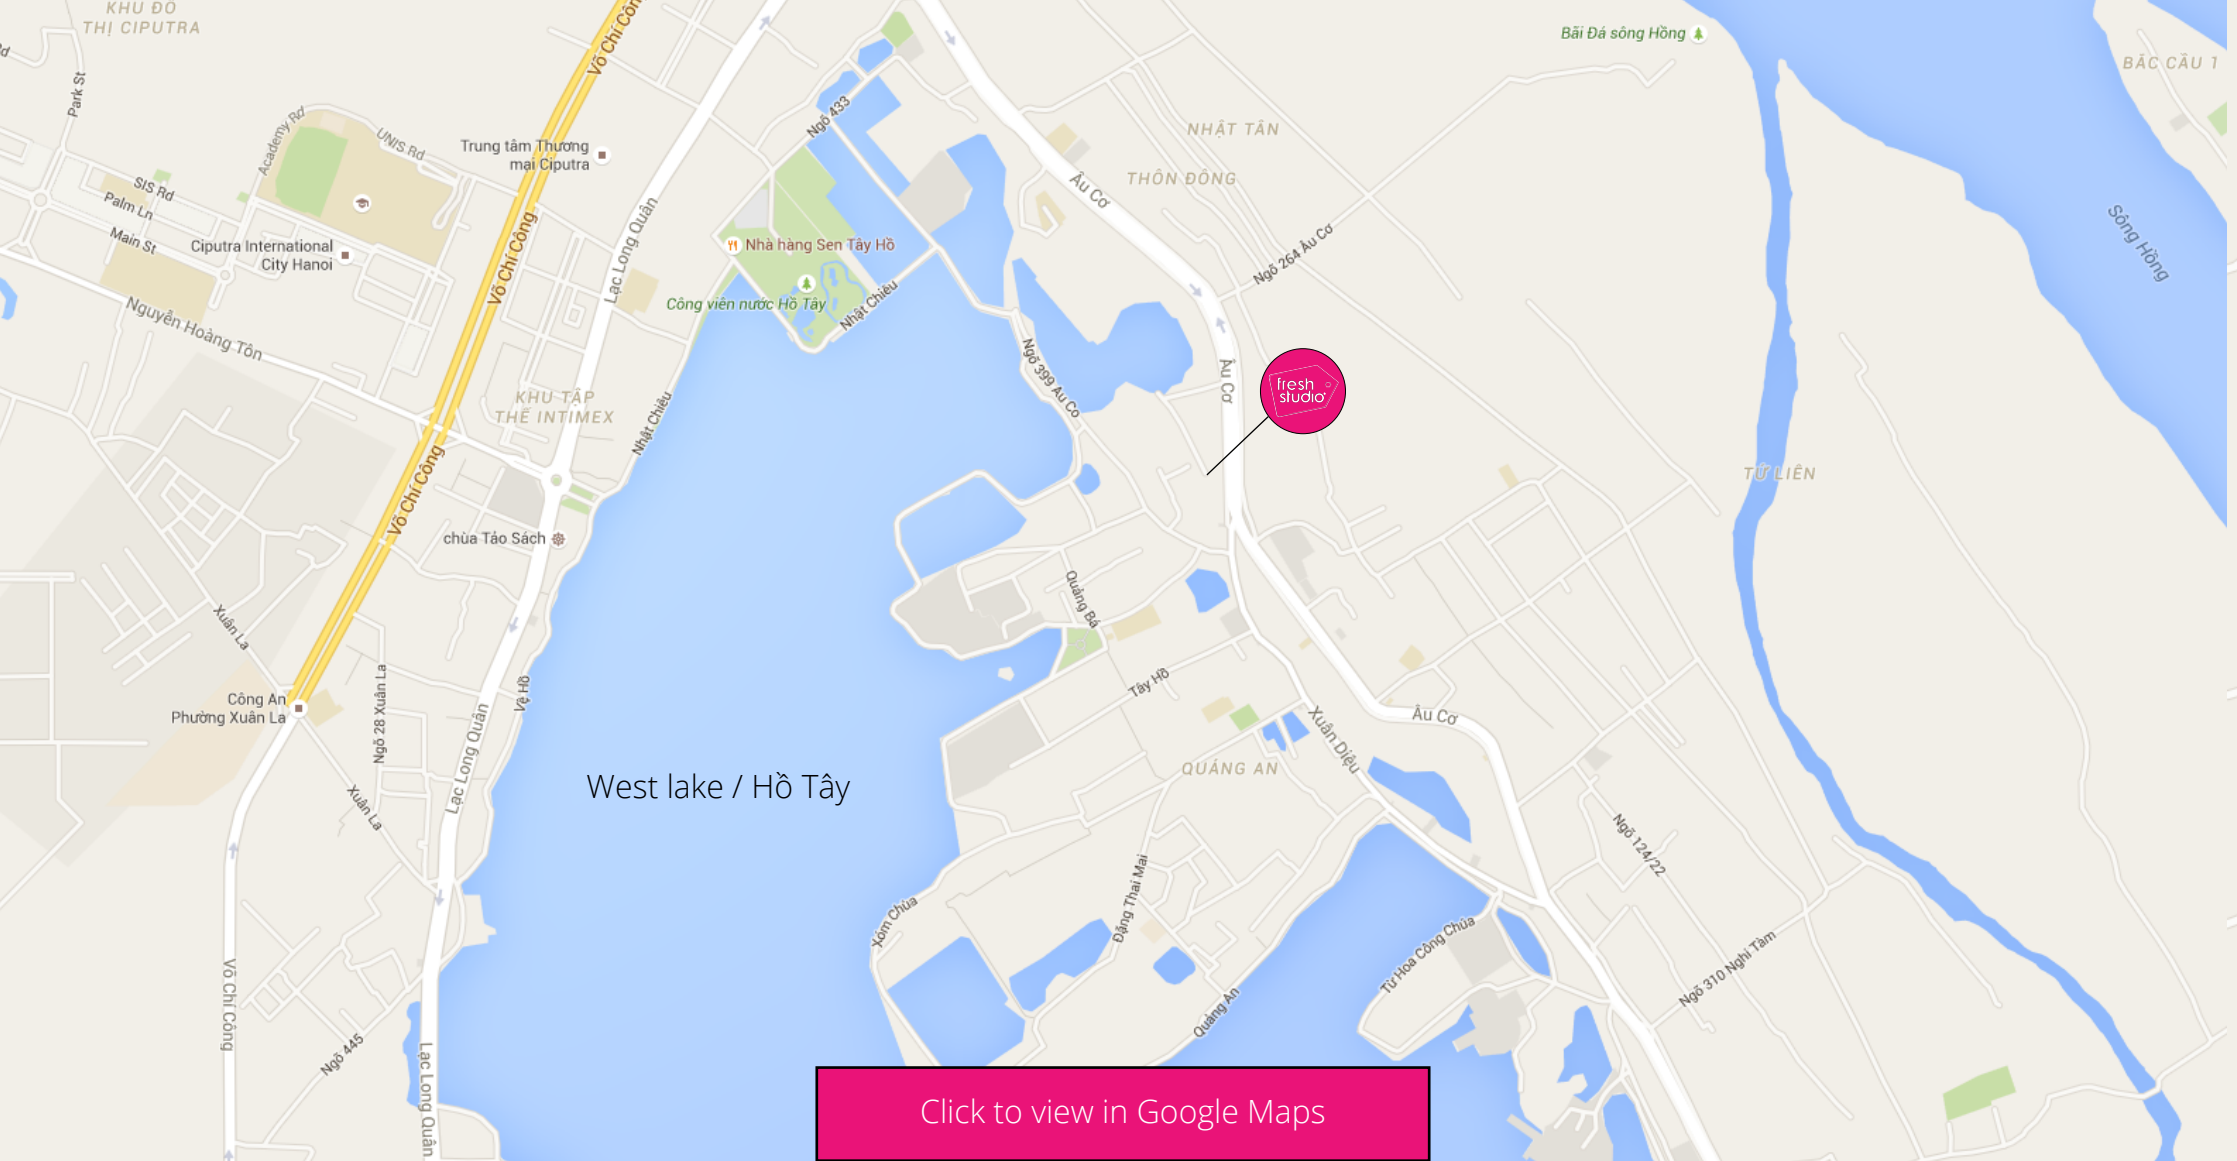 KHU ĐÔ
THỊ CIPUTRA
Park St
Academy Rd
UNIS Rd
SIS Rd
Palm Ln
Main St
Trung tâm Thương
mại Ciputra
Ciputra International
City Hanoi
Võ Chí Công
Võ Chí Công
Võ Chí Công
Nguyễn Hoàng Tôn
Lạc Long Quân
Ngõ 433
Nhà hàng Sen Tây Hồ
Công viên nước Hồ Tây
Nhật Chiêu
Nhật Chiêu
Ngõ 399 Au Co
KHU TẬP
THỂ INTIMEX
chùa Tảo Sách
Âu Cơ
NHẬT TÂN
THÔN ĐÔNG
Ngõ 264 Âu Cơ
Bãi Đá sông Hồng
BẮC CẦU 1
Sông Hồng
Âu Cơ
fresh
studio
TỨ LIÊN
Xuân La
Công An
Phường Xuân La
Ngõ 28 Xuân La
Vệ Hồ
Lạc Long Quân
Xuân La
Quảng Bá
Tây Hồ
Âu Cơ
Xuân Diệu
QUẢNG AN
West lake / Hồ Tây
Ngõ 124/22
Đặng Thai Mai
Xóm Chùa
Từ Hoa Công Chúa
Ngõ 310 Nghi Tàm
Quảng An
Võ Chí Công
Ngõ 445
Lạc Long Quân
Click to view in Google Maps